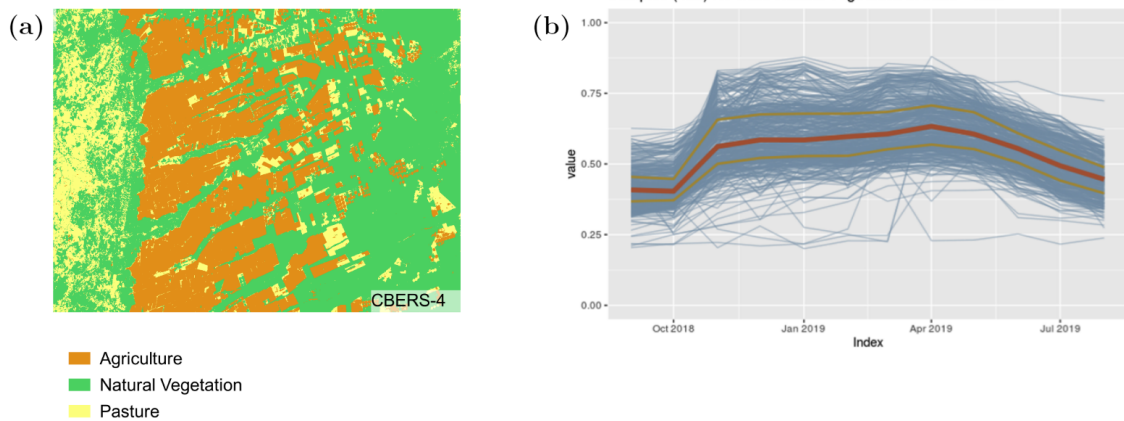 (a)
CBERS-4
Agriculture
Natural Vegetation
Pasture
(b)
1.00
0.75
0.50
0.25
0.00
value
Oct 2018
Jan 2019
Apr 2019
Jul 2019
Index